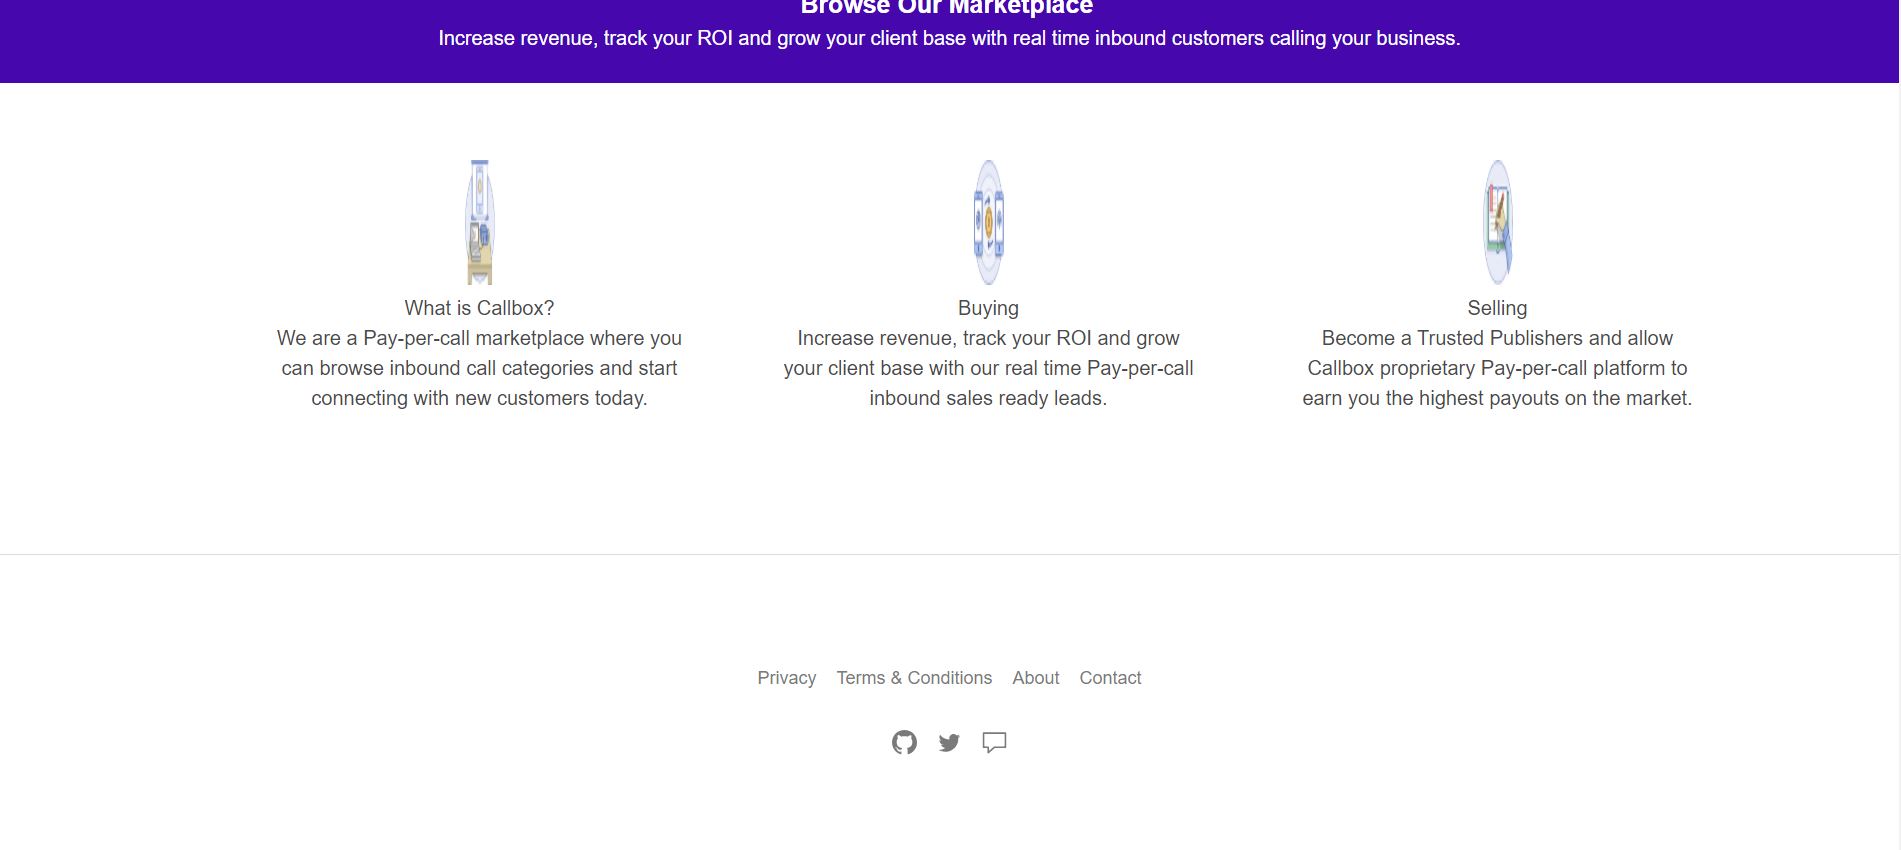 Browse Our Marketplace
Increase revenue, track your ROI and grow your client base with real time inbound customers calling your business.
What is Callbox?
We are a Pay-per-call marketplace where you
can browse inbound call categories and start
connecting with new customers today.
Buying
Increase revenue, track your ROI and grow
your client base with our real time Pay-per-call
inbound sales ready leads.
Selling
Become a Trusted Publishers and allow
Callbox proprietary Pay-per-call platform to
earn you the highest payouts on the market.
Privacy Terms & Conditions About Contact